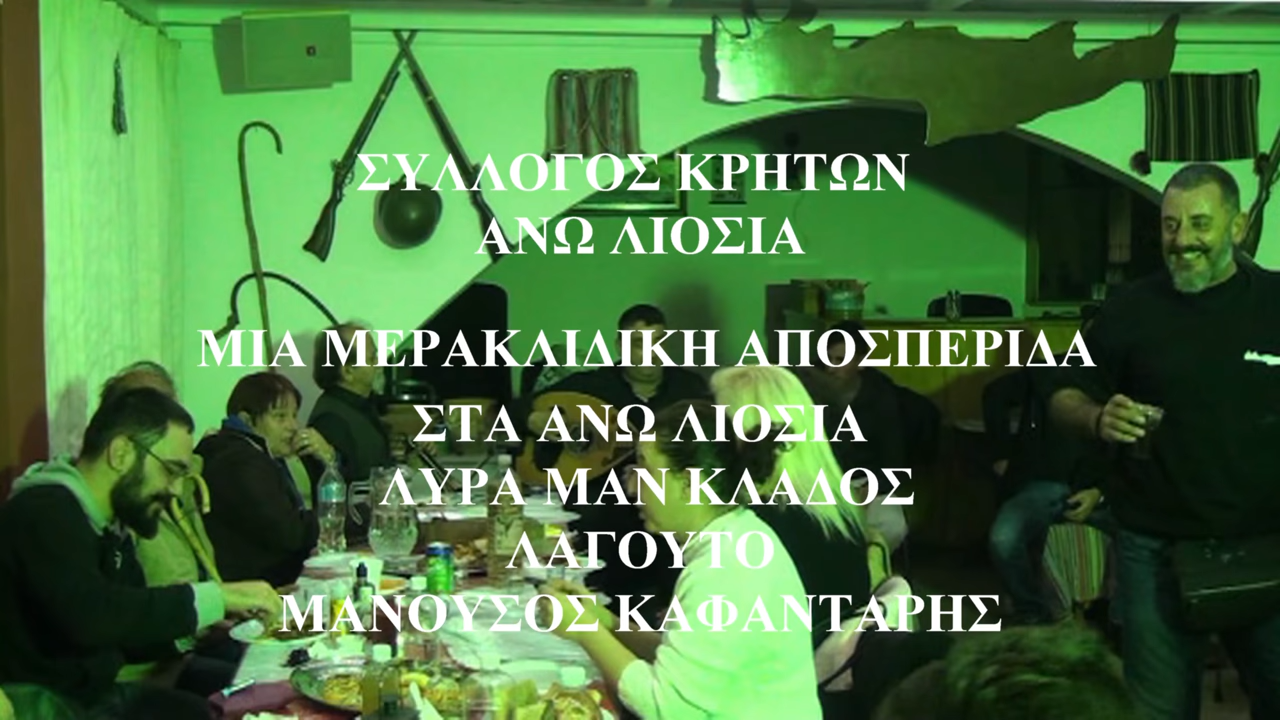 ΣΥΛΛΟΓΟΣ ΚΡΗΤΩΝ
ΑΝΩ ΛΙΟΣΙΑ
ΜΙΑ ΜΕΡΑΚΛΙΔΙΚΗ ΑΠΟΣΠΕΡΙΔΑ
ΣΤΑ ΑΝΩ ΛΙΟΣΙΑ
ΛΥΡΑ ΜΑΝ ΚΛΑΔΟΣ
ΛΑΓΟΥΤΟ
ΜΑΝΟΥΣΟΣ ΚΑΦΑΝΤΑΡΗΣ